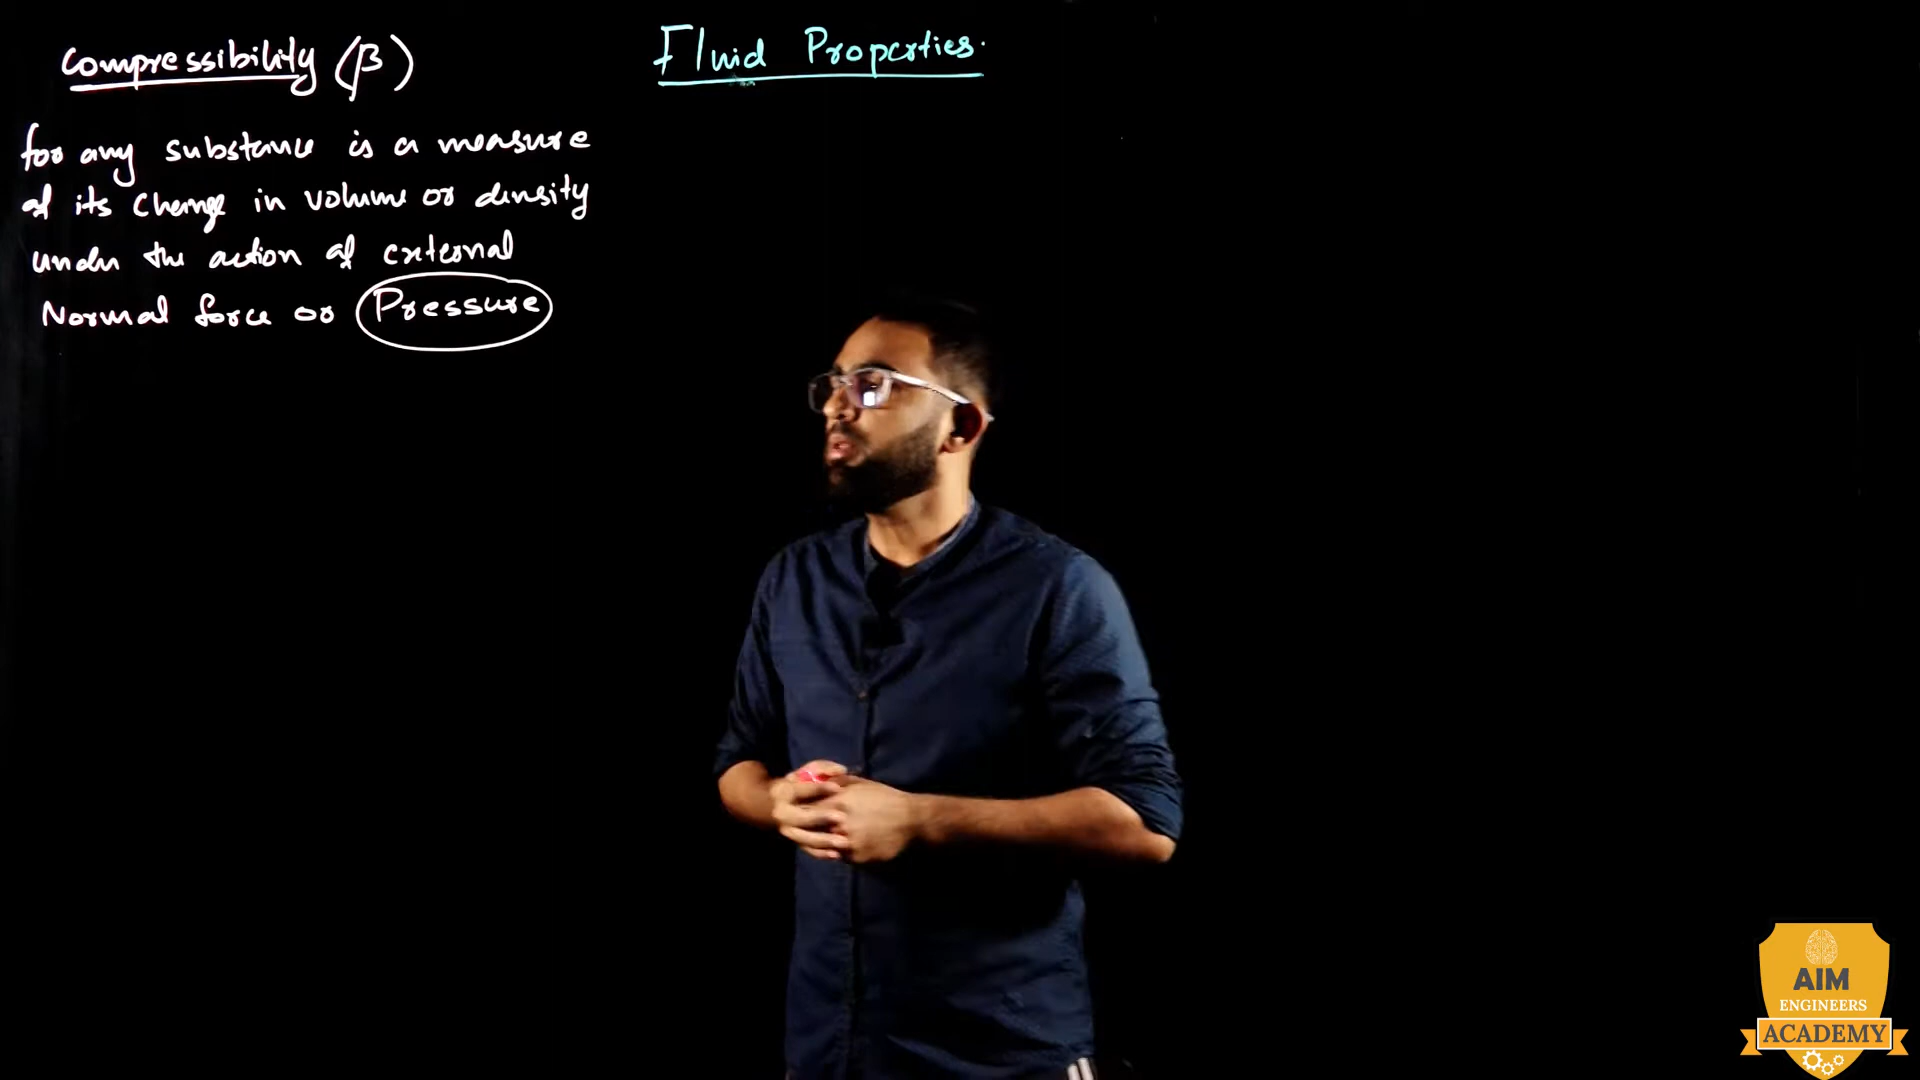 Compressibility (β)
Fluid Properties.
for any substance is a measure
of its change in volume or density
under the action of external
Normal force or Pressure
AIM
ENGINEERS
ACADEMY